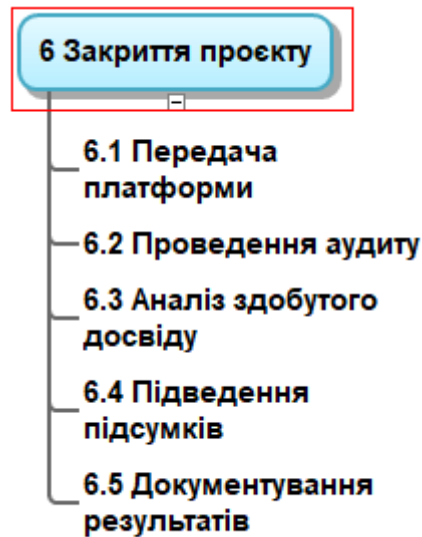 6 Закриття проєкту
6.1 Передача
платформи
6.2 Проведення аудиту
6.3 Аналіз здобутого
досвіду
6.4 Підведення
підсумків
6.5 Документування
результатів